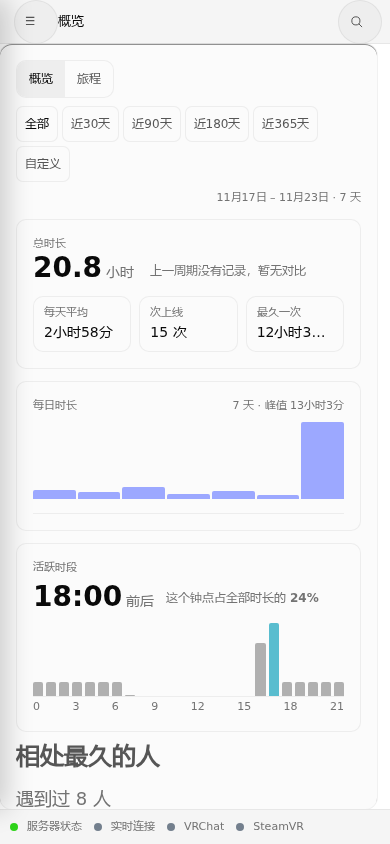 ☰ 概览
概览 旅程
全部 近30天 近90天 近180天 近365天
自定义
11月17日 – 11月23日 · 7 天
总时长
20.8 小时 上一周期没有记录，暂无对比
每天平均 次上线 最久一次
2小时58分 15 次 12小时3…
每日时长 7 天 · 峰值 13小时3分
活跃时段
18:00 前后 这个钟点占全部时长的 24%
0 3 6 9 12 15 18 21
相处最久的人
遇到过 8 人
服务器状态 实时连接 VRChat SteamVR